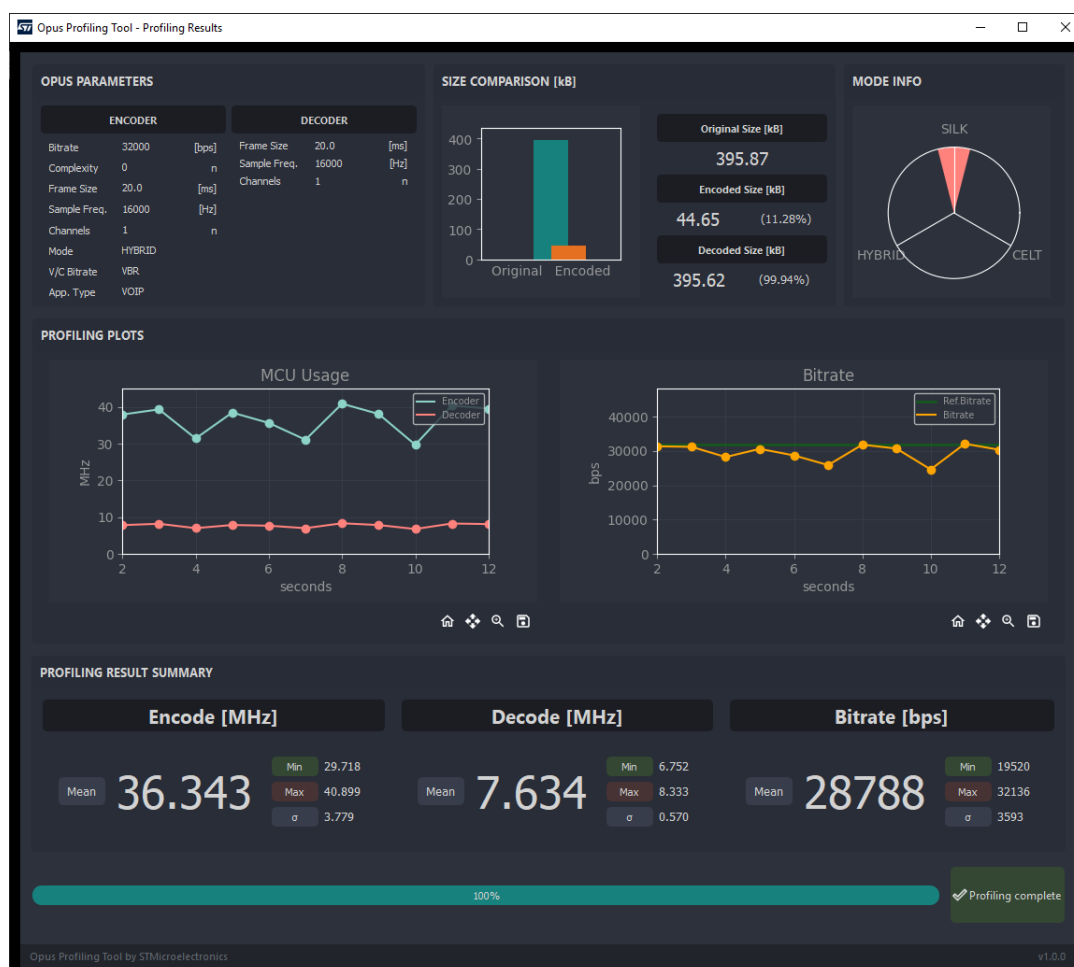 Opus Profiling Tool - Profiling Results
OPUS PARAMETERS
ENCODER
Bitrate 32000 [bps]
Complexity 0 n
Frame Size 20.0 [ms]
Sample Freq. 16000 [Hz]
Channels 1 n
Mode HYBRID
V/C Bitrate VBR
App. Type VOIP
DECODER
Frame Size 20.0 [ms]
Sample Freq. 16000 [Hz]
Channels 1 n
SIZE COMPARISON [kB]
400
300
200
100
0
Original Encoded
Original Size [kB]
395.87
Encoded Size [kB]
44.65 (11.28%)
Decoded Size [kB]
395.62 (99.94%)
MODE INFO
SILK
HYBRID
CELT
PROFILING PLOTS
MCU Usage
Encoder
Decoder
40
30
20
10
0
MHz
2 4 6 8 10 12
seconds
Bitrate
Ref.Bitrate
Bitrate
40000
30000
20000
10000
0
bps
2 4 6 8 10 12
seconds
PROFILING RESULT SUMMARY
Encode [MHz]
Mean 36.343
Min 29.718
Max 40.899
σ 3.779
Decode [MHz]
Mean 7.634
Min 6.752
Max 8.333
σ 0.570
Bitrate [bps]
Mean 28788
Min 19520
Max 32136
σ 3593
100%
Profiling complete
Opus Profiling Tool by STMicroelectronics
v1.0.0